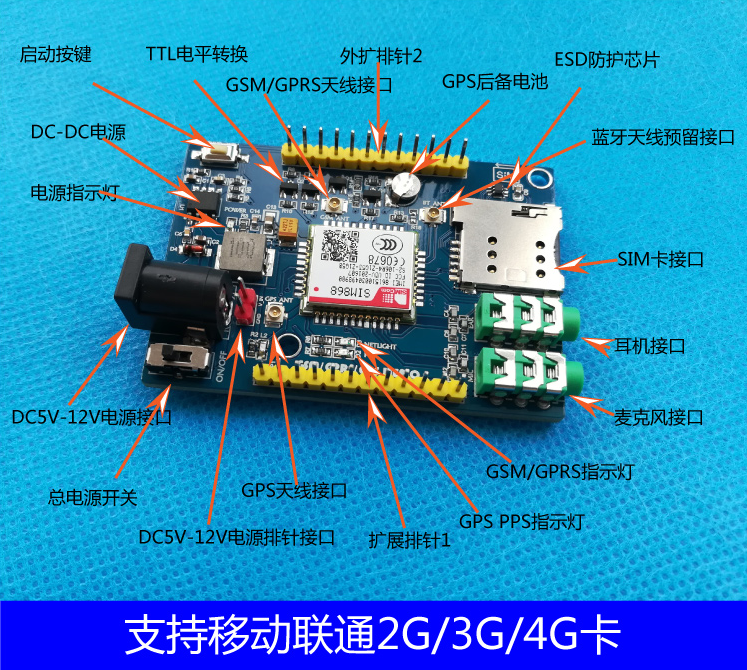 启动按键
TTL电平转换
外扩排针2
GSM/GPRS天线接口
GPS后备电池
ESD防护芯片
DC-DC电源
蓝牙天线预留接口
电源指示灯
SIM卡接口
SIM868
GPS_ANT
NETLIGHT
ON/OFF
耳机接口
DC5V-12V电源接口
麦克风接口
GSM/GPRS指示灯
总电源开关
GPS天线接口
GPS PPS指示灯
DC5V-12V电源排针接口
扩展排针1
支持移动联通2G/3G/4G卡